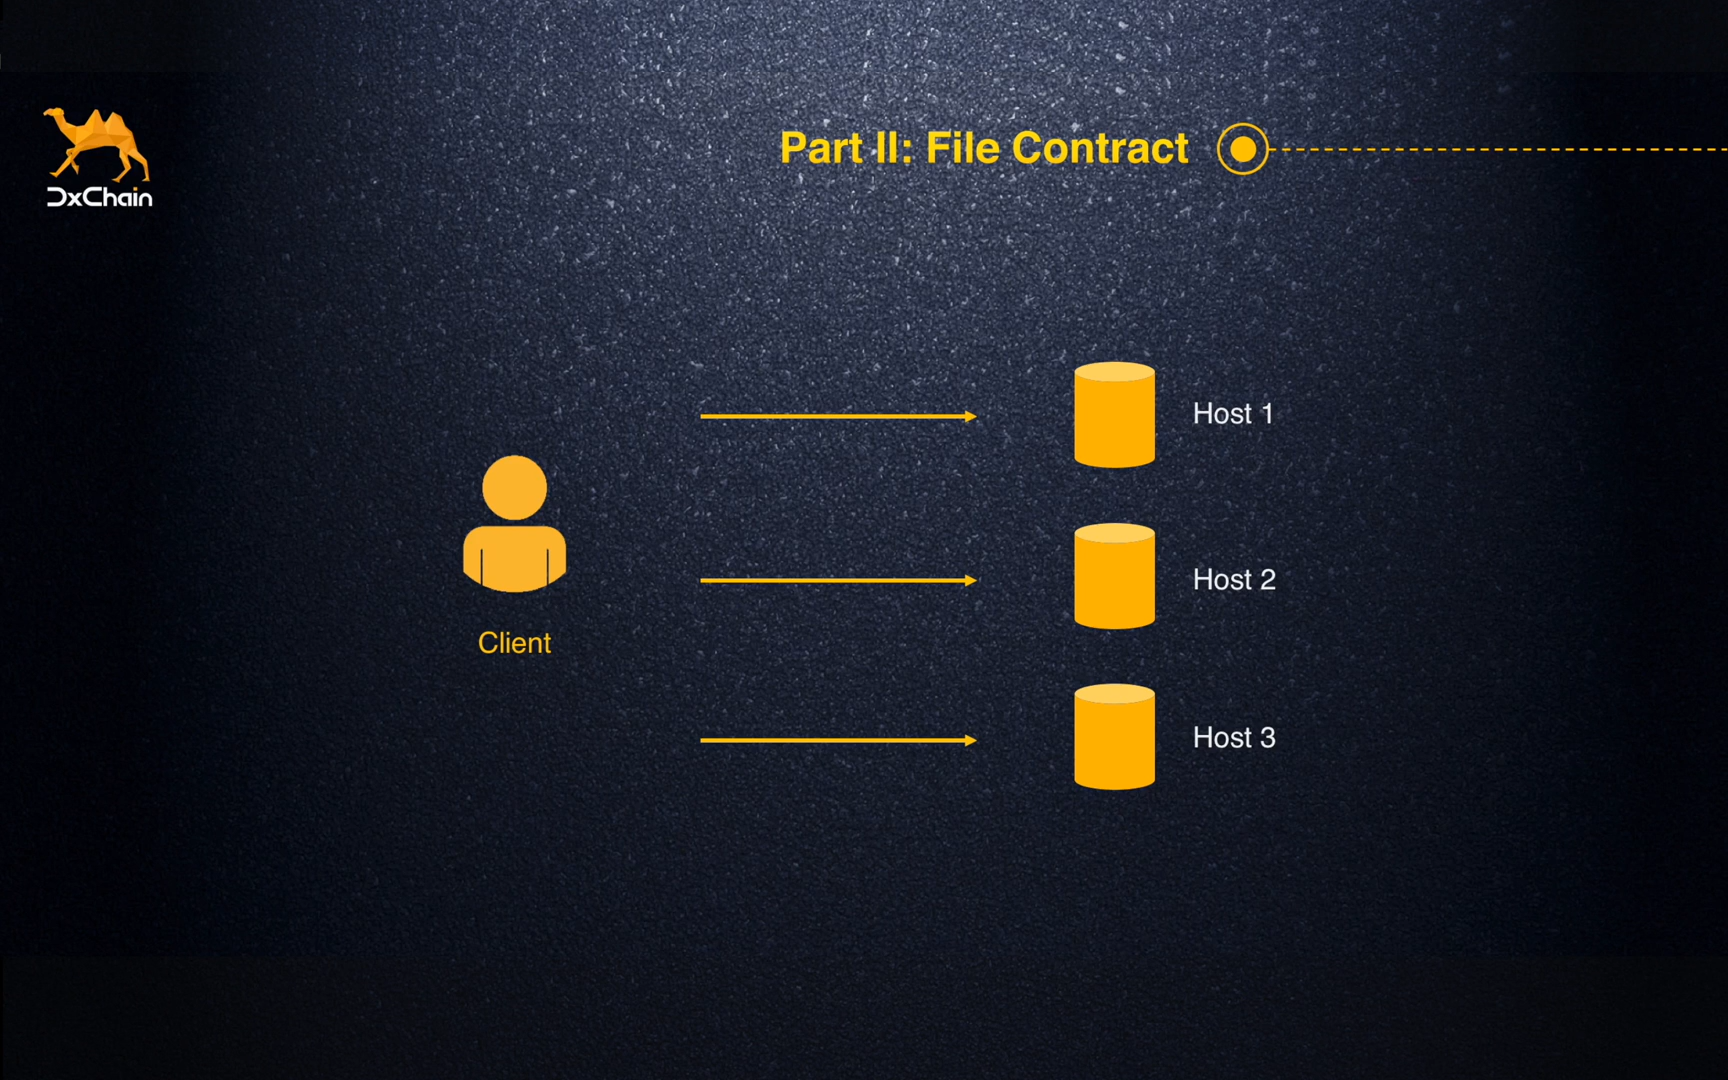 DxChain
Part II: File Contract
Host 1
Host 2
Client
Host 3